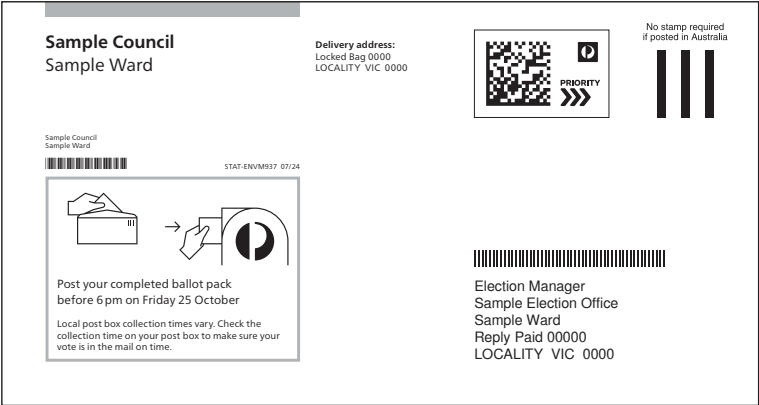 Sample Council
Sample Ward
Delivery address:
Locked Bag 0000
LOCALITY VIC 0000
PRIORITY
No stamp required
if posted in Australia
Sample Council
Sample Ward
STAT-ENVM937 07/24
Post your completed ballot pack
before 6 pm on Friday 25 October
Local post box collection times vary. Check the
collection time on your post box to make sure your
vote is in the mail on time.
Election Manager
Sample Election Office
Sample Ward
Reply Paid 00000
LOCALITY VIC 0000